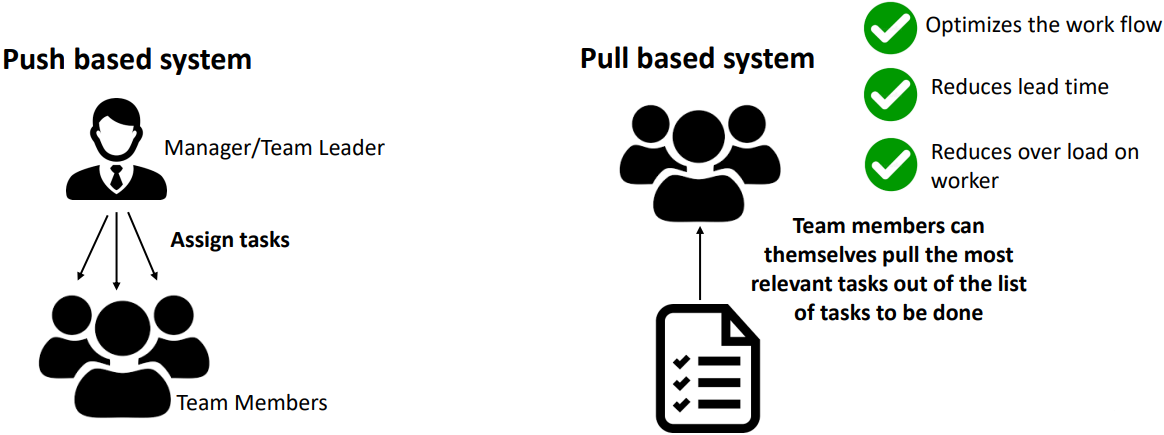 Push based system
Manager/Team Leader
Assign tasks
Team Members
Pull based system
Optimizes the work flow
Reduces lead time
Reduces over load on
worker
Team members can
themselves pull the most
relevant tasks out of the list
of tasks to be done